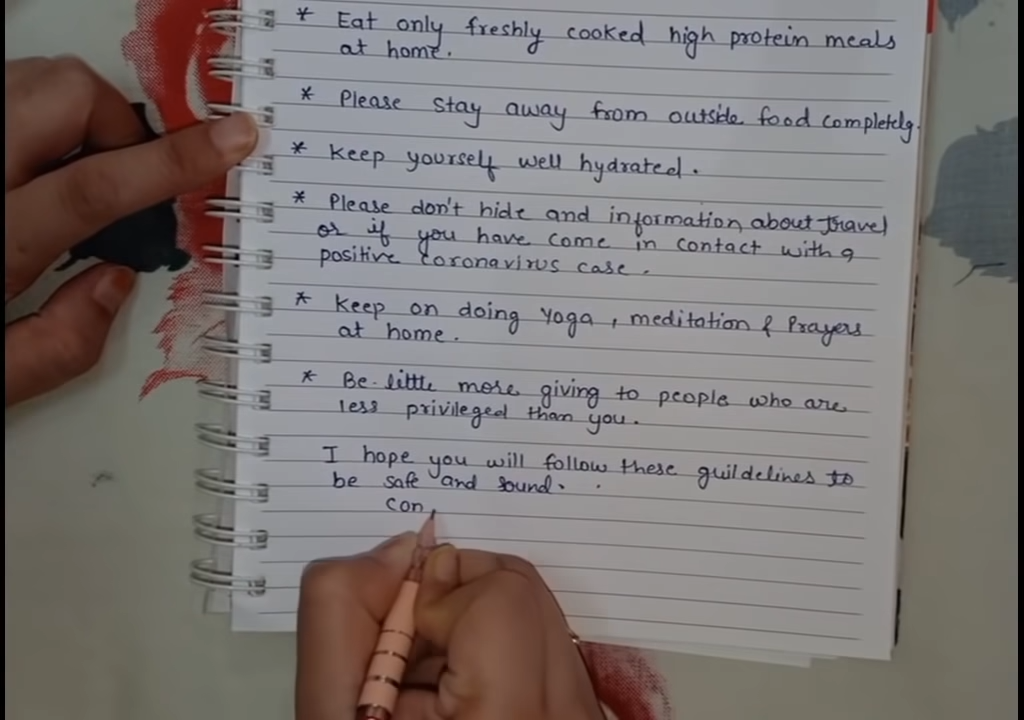 * Eat only freshly cooked high protein meals
at home.
* Please stay away from outside food completely.
* Keep yourself well hydrated.
* Please don't hide and information about travel
or if you have come in contact with a
positive coronavirus case.
* Keep on doing Yoga, meditation & Prayers
at home.
* Be little more giving to people who are
less privileged than you.
I hope you will follow these guildelines to
be safe and sound.
con